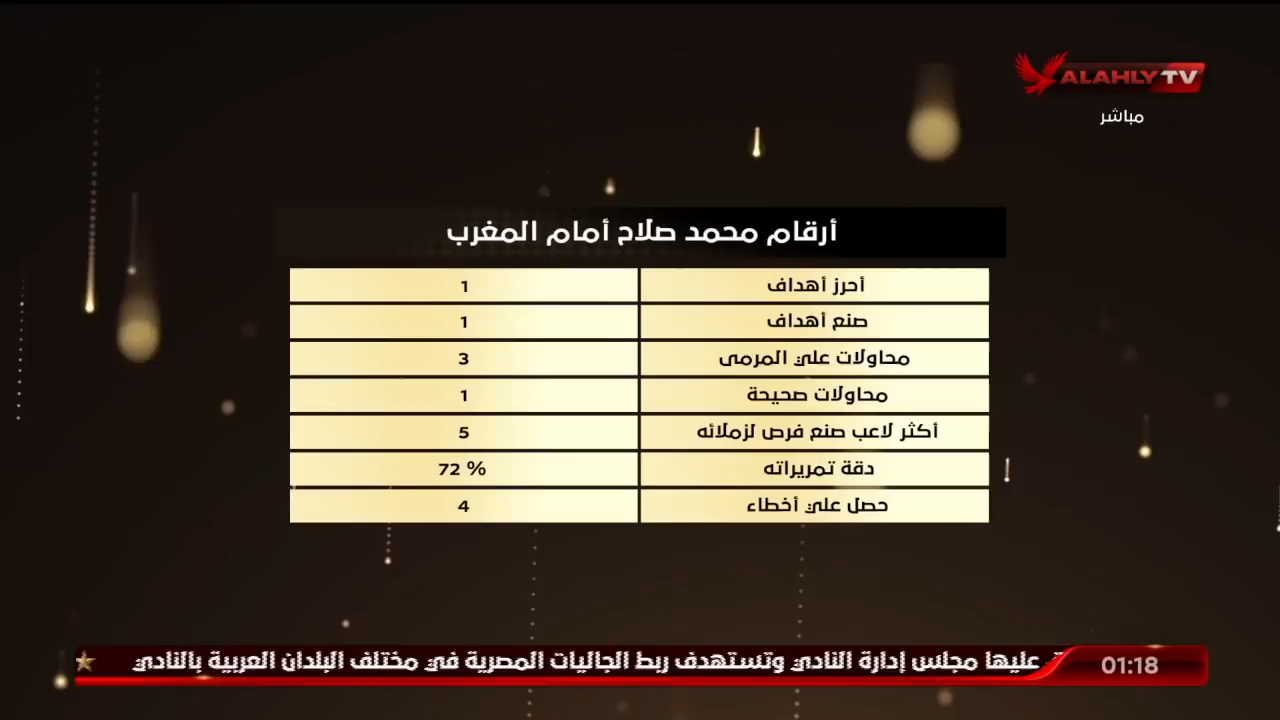 ALAHLY TV
مباشر
أرقام محمد صلاح أمام المغرب
أحرز أهداف 1
صنع أهداف 1
محاولات علي المرمى 3
محاولات صحيحة 1
أكثر لاعب صنع فرص لزملائه 5
دقة تمريراته 72 %
حصل علي أخطاء 4
01:18 عليها مجلس إدارة النادي وتستهدف ربط الجاليات المصرية في مختلف البلدان العربية بالنادي